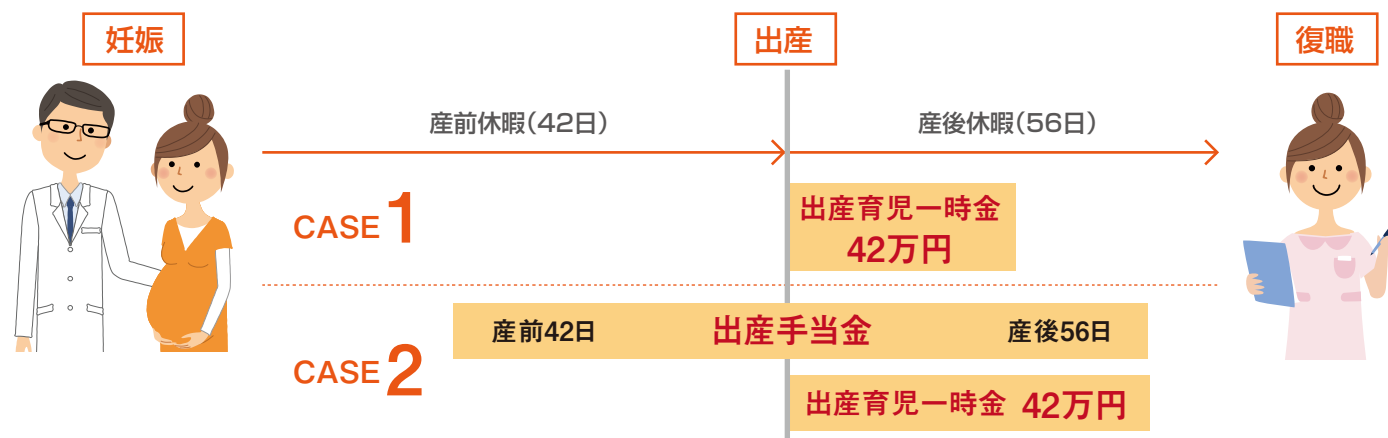 妊娠
出産
復職
産前休暇(42日)
産後休暇(56日)
CASE 1
出産育児一時金
42万円
CASE 2
産前42日 出産手当金 産後56日
出産育児一時金 42万円